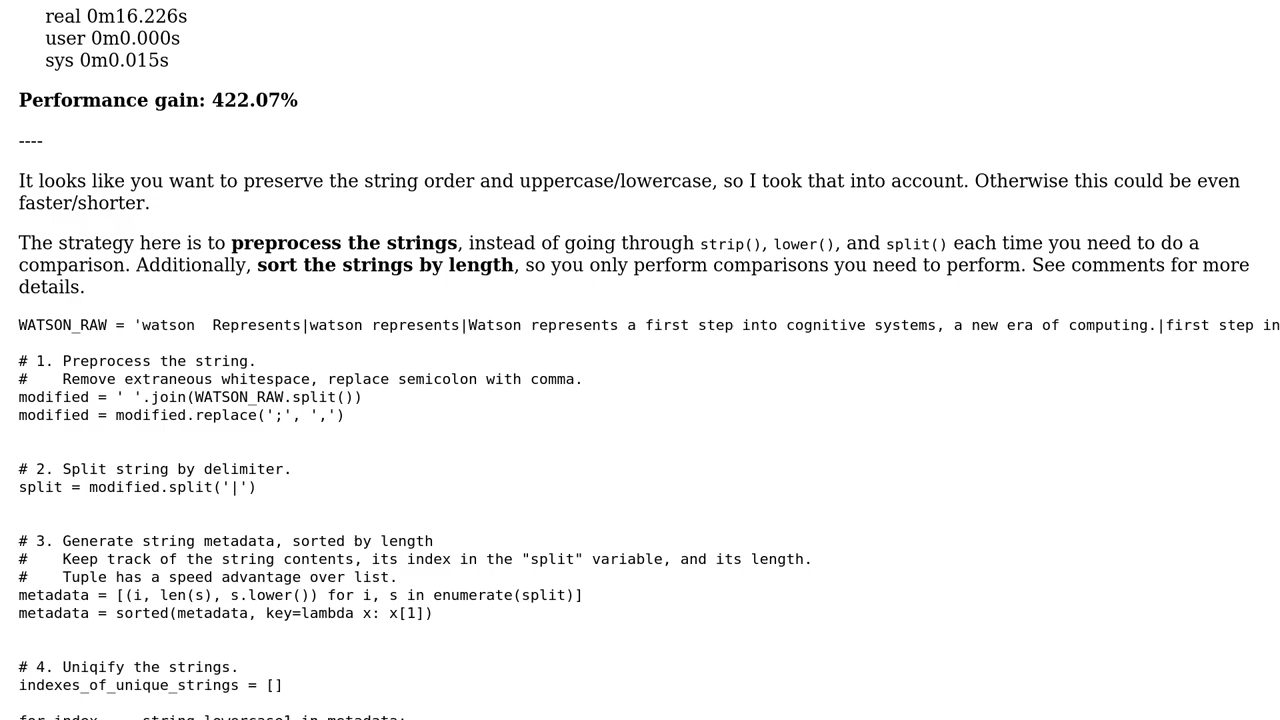 real 0m16.226s
user 0m0.000s
sys 0m0.015s
Performance gain: 422.07%
----
It looks like you want to preserve the string order and uppercase/lowercase, so I took that into account. Otherwise this could be even
faster/shorter.
The strategy here is to preprocess the strings, instead of going through strip(), lower(), and split() each time you need to do a
comparison. Additionally, sort the strings by length, so you only perform comparisons you need to perform. See comments for more
details.
WATSON_RAW = 'watson  Represents|watson represents|Watson represents a first step into cognitive systems, a new era of computing.|first step in
# 1. Preprocess the string.
#    Remove extraneous whitespace, replace semicolon with comma.
modified = ' '.join(WATSON_RAW.split())
modified = modified.replace(';', ',')
# 2. Split string by delimiter.
split = modified.split('|')
# 3. Generate string metadata, sorted by length
#    Keep track of the string contents, its index in the "split" variable, and its length.
#    Tuple has a speed advantage over list.
metadata = [(i, len(s), s.lower()) for i, s in enumerate(split)]
metadata = sorted(metadata, key=lambda x: x[1])
# 4. Uniqify the strings.
indexes_of_unique_strings = []
for index, _, string_lowercase1 in metadata: